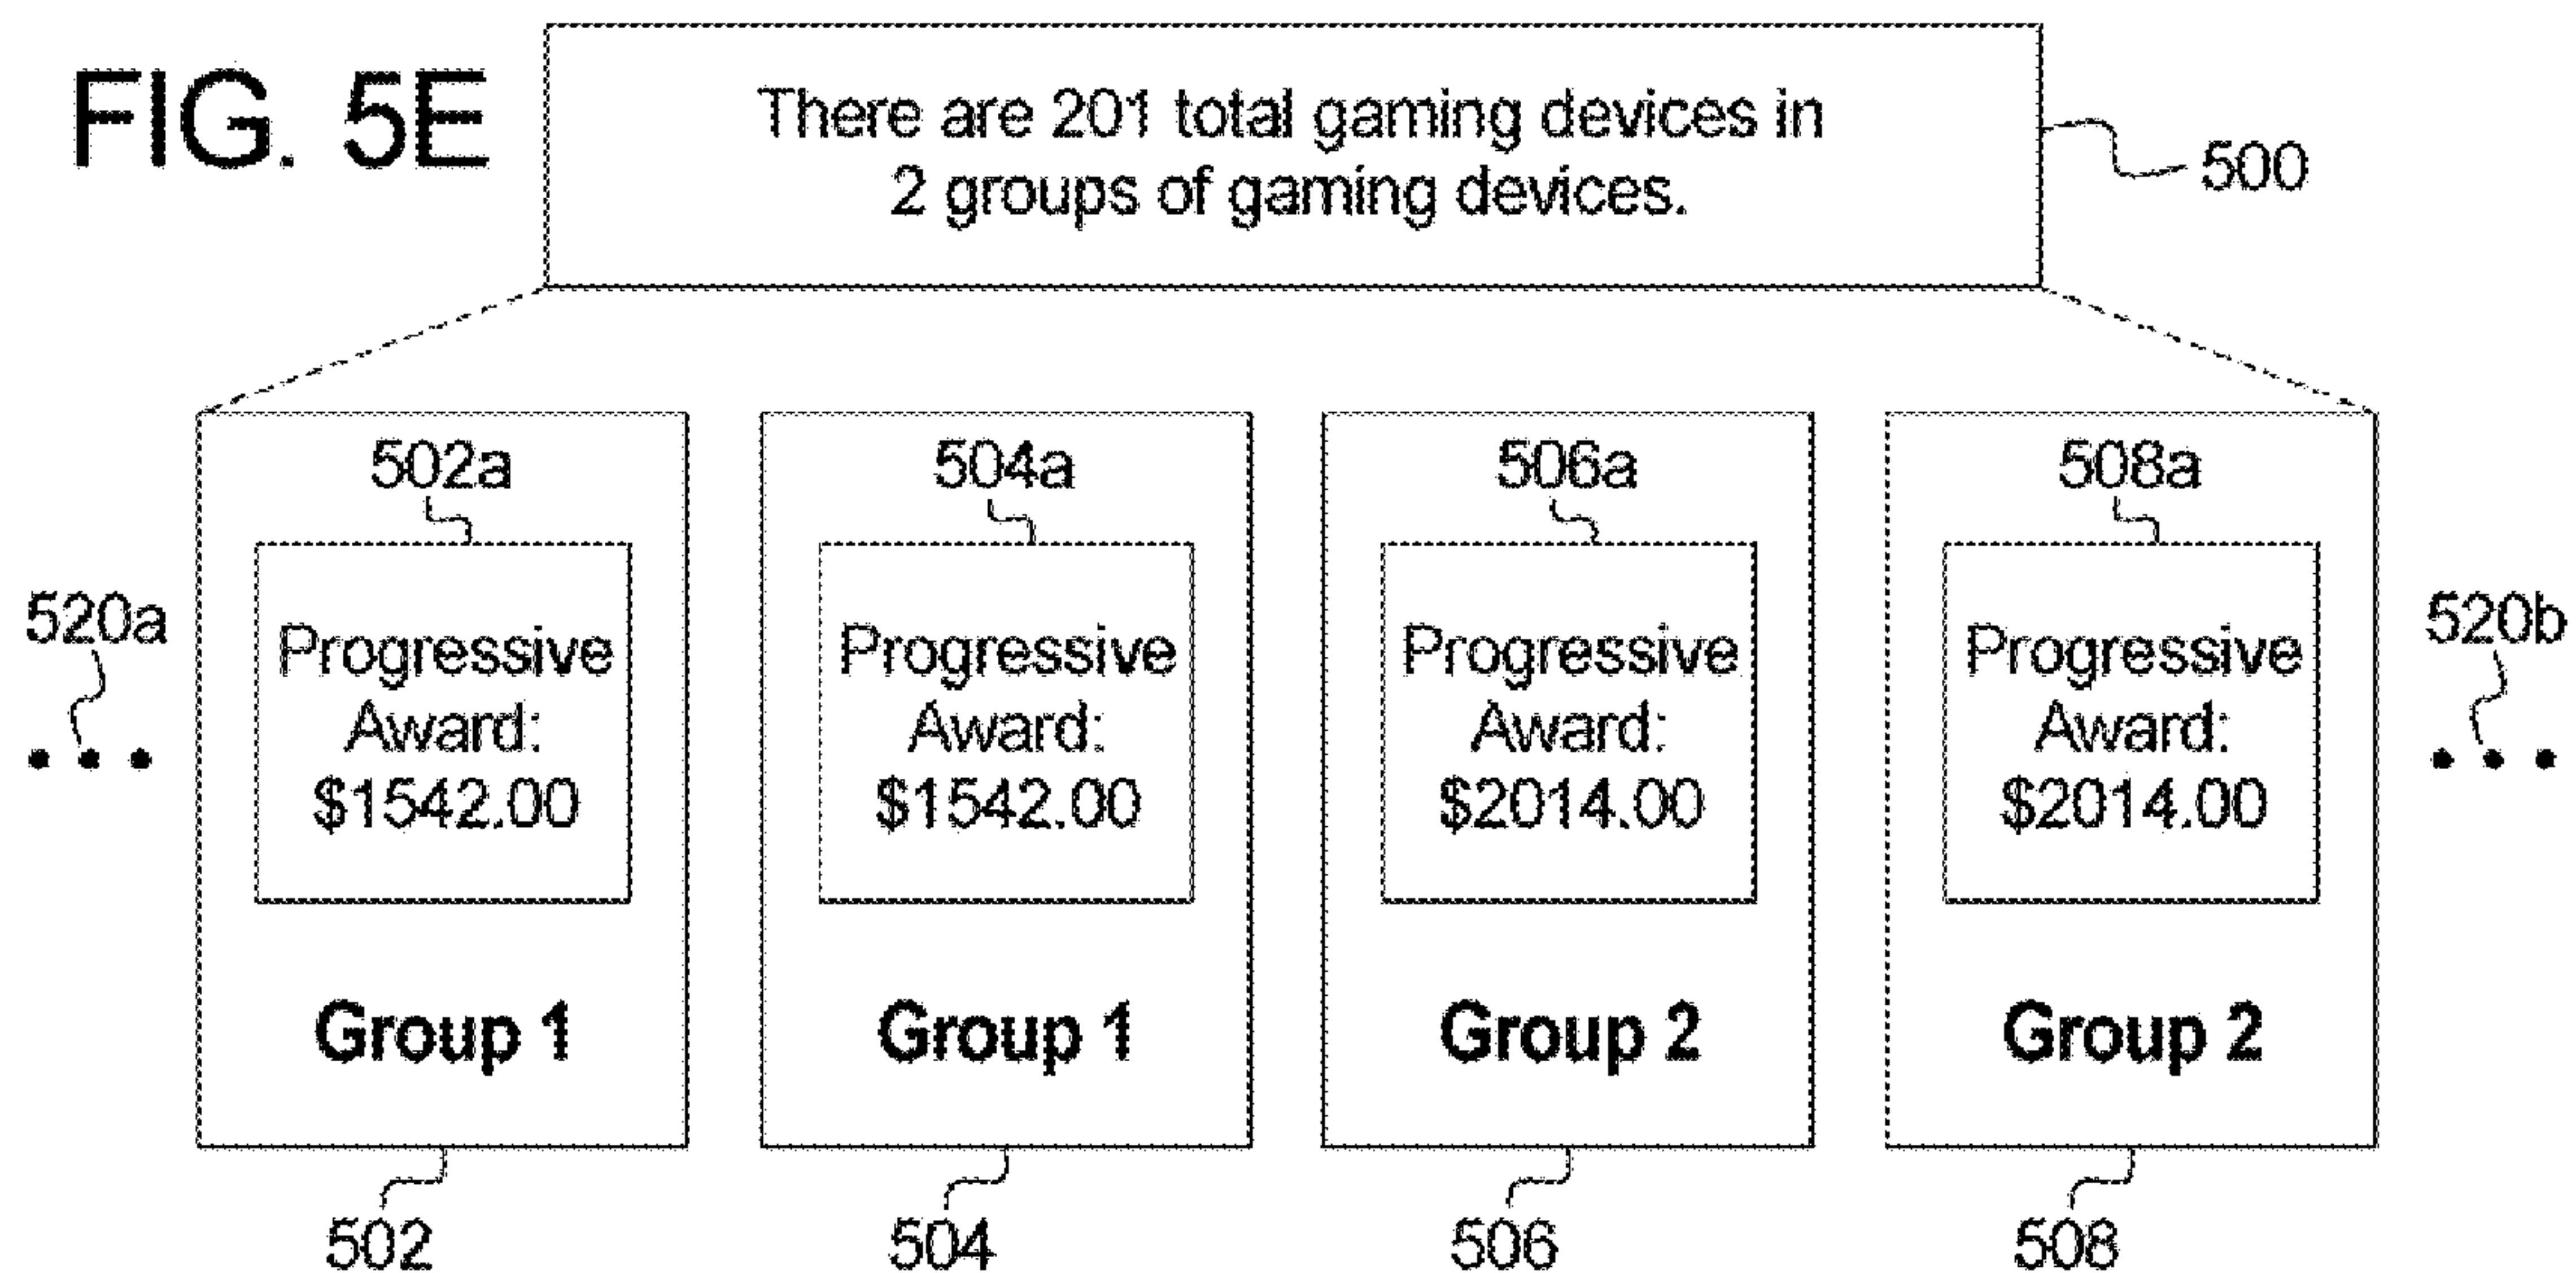 FIG. 5E
There are 201 total gaming devices in
2 groups of gaming devices.
500
502a
504a
506a
508a
520a
520b
Progressive
Award:
$1542.00
Progressive
Award:
$1542.00
Progressive
Award:
$2014.00
Progressive
Award:
$2014.00
Group 1
Group 1
Group 2
Group 2
502
504
506
508